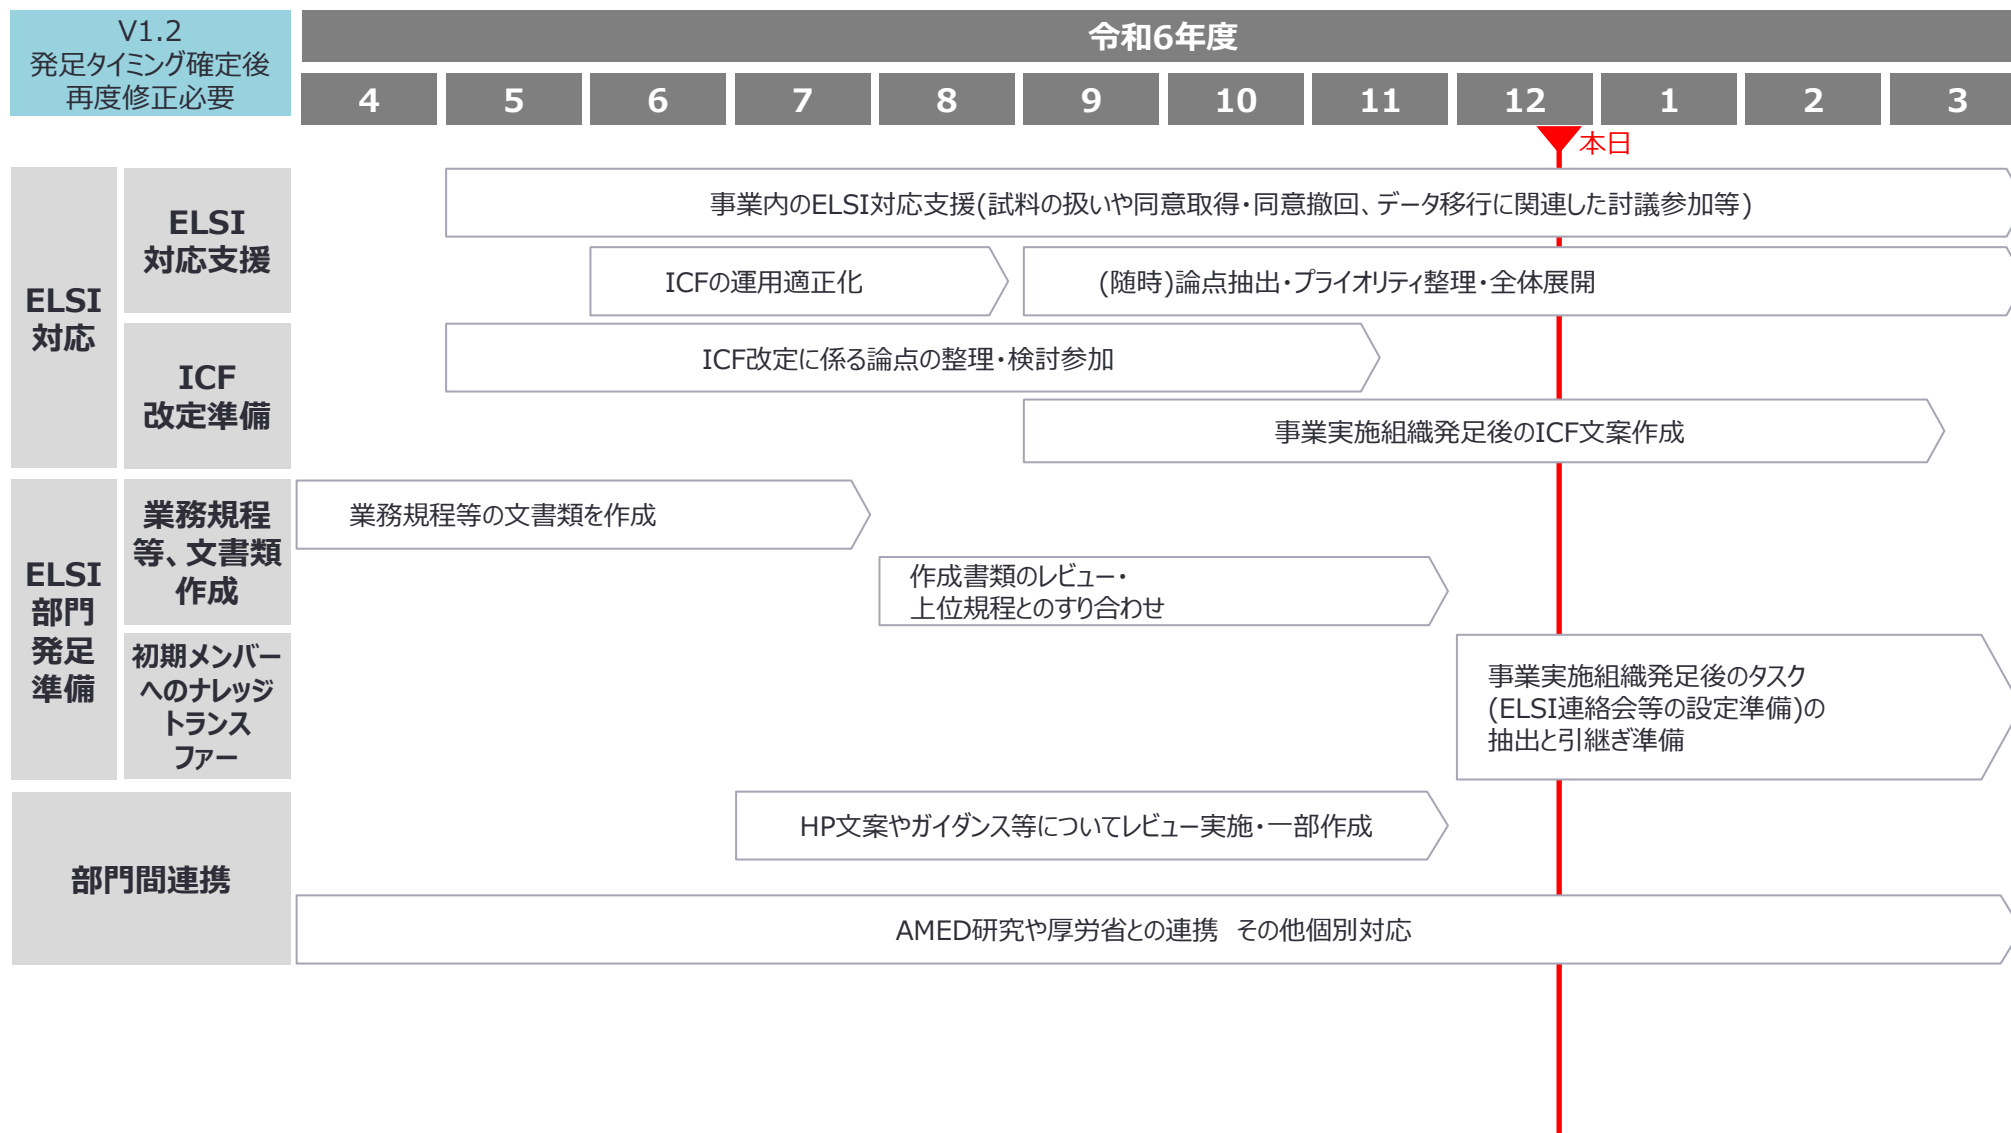 V1.2
発足タイミング確定後
再度修正必要
令和6年度
4 5 6 7 8 9 10 11 12 1 2 3
本日
ELSI
対応
ELSI
対応支援
事業内のELSI対応支援(試料の扱いや同意取得・同意撤回、データ移行に関連した討議参加等)
ICFの運用適正化
(随時)論点抽出・プライオリティ整理・全体展開
ICF
改定準備
ICF改定に係る論点の整理・検討参加
事業実施組織発足後のICF文案作成
ELSI
部門
発足
準備
業務規程
等、文書類
作成
業務規程等の文書類を作成
作成書類のレビュー・
上位規程とのすり合わせ
初期メンバー
へのナレッジ
トランス
ファー
事業実施組織発足後のタスク
(ELSI連絡会等の設定準備)の
抽出と引継ぎ準備
部門間連携
HP文案やガイダンス等についてレビュー実施・一部作成
AMED研究や厚労省との連携 その他個別対応